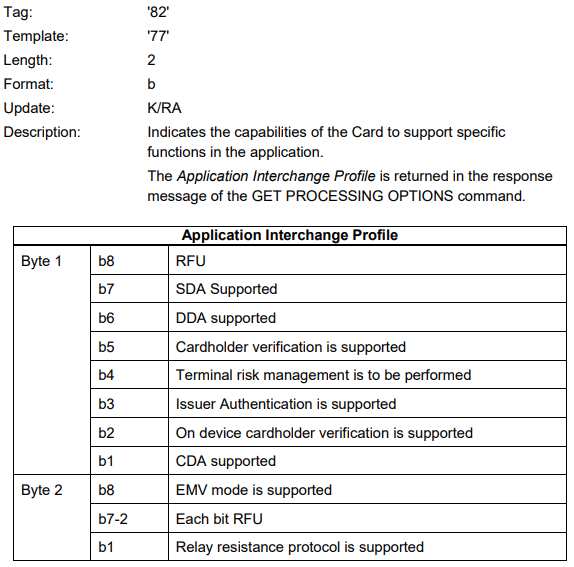 Tag: '82'
Template: '77'
Length: 2
Format: b
Update: K/RA
Description: Indicates the capabilities of the Card to support specific
functions in the application.
The Application Interchange Profile is returned in the response
message of the GET PROCESSING OPTIONS command.
Application Interchange Profile
Byte 1 b8 RFU
b7 SDA Supported
b6 DDA supported
b5 Cardholder verification is supported
b4 Terminal risk management is to be performed
b3 Issuer Authentication is supported
b2 On device cardholder verification is supported
b1 CDA supported
Byte 2 b8 EMV mode is supported
b7-2 Each bit RFU
b1 Relay resistance protocol is supported